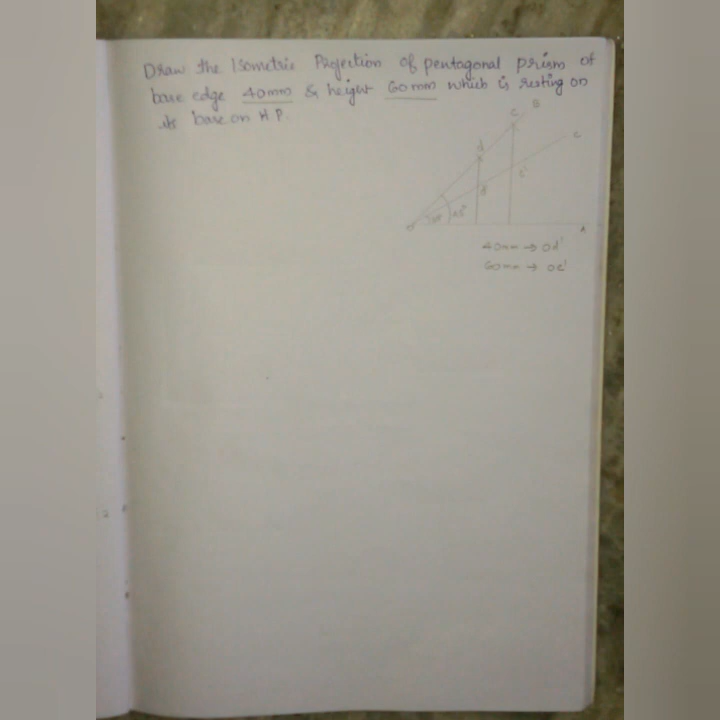 Draw the Isometric Projection of pentagonal prism of
base edge 40mm & height 60mm which is resting on
its base on H.P.
B
c
d
c
c'
45°
o
A
40mm → od'
60mm → oc'